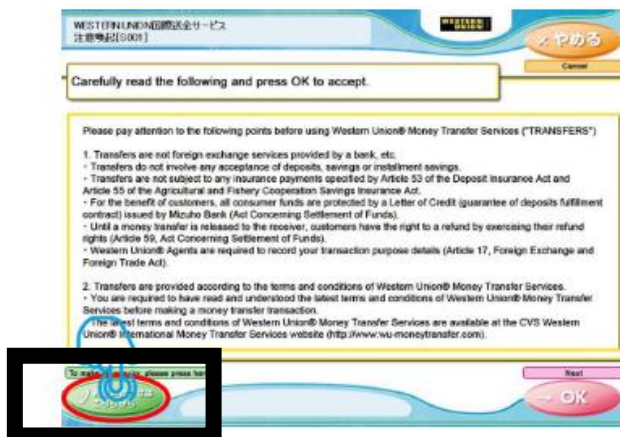 WESTERN UNION国際送金サービス
注意喚起[S001]
WESTERN
UNION
× やめる
Cancel
Carefully read the following and press OK to accept.
Please pay attention to the following points before using Western Union® Money Transfer Services ("TRANSFERS")
1. Transfers are not foreign exchange services provided by a bank, etc.
・Transfers do not involve any acceptance of deposits, savings or installment savings.
・Transfers are not subject to any insurance payments specified by Article 53 of the Deposit Insurance Act and
Article 55 of the Agricultural and Fishery Cooperation Savings Insurance Act.
・For the benefit of customers, all consumer funds are protected by a Letter of Credit (guarantee of deposits fulfillment
contract) issued by Mizuho Bank (Act Concerning Settlement of Funds).
・Until a money transfer is released to the receiver, customers have the right to a refund by exercising their refund
rights (Article 59, Act Concerning Settlement of Funds).
・Western Union® Agents are required to record your transaction purpose details (Article 17, Foreign Exchange and
Foreign Trade Act).
2. Transfers are provided according to the terms and conditions of Western Union® Money Transfer Services.
・You are required to have read and understood the latest terms and conditions of Western Union® Money Transfer
Services before making a money transfer transaction.
・The latest terms and conditions of Western Union® Money Transfer Services are available at the CVS Western
Union® International Money Transfer Services website (http://www.wu-moneytransfer.com).
To make please press
Next
→ OK